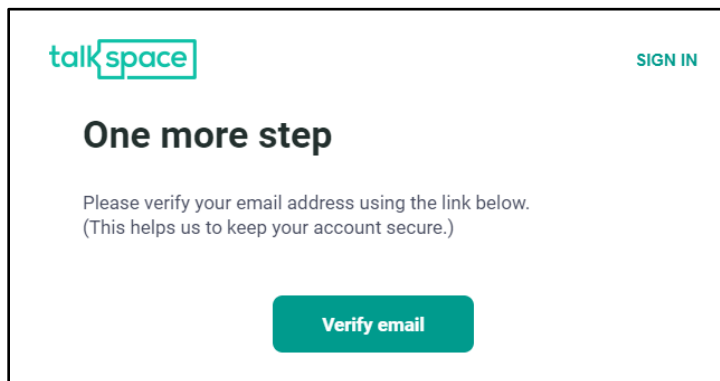 talkspace
SIGN IN
One more step
Please verify your email address using the link below.
(This helps us to keep your account secure.)
Verify email